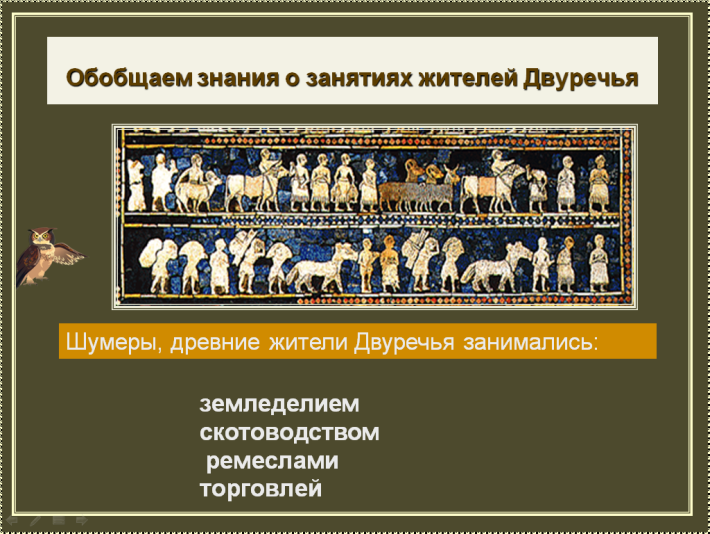 Обобщаем знания о занятиях жителей Двуречья
Шумеры, древние жители Двуречья занимались:
земледелием
скотоводством
ремеслами
торговлей